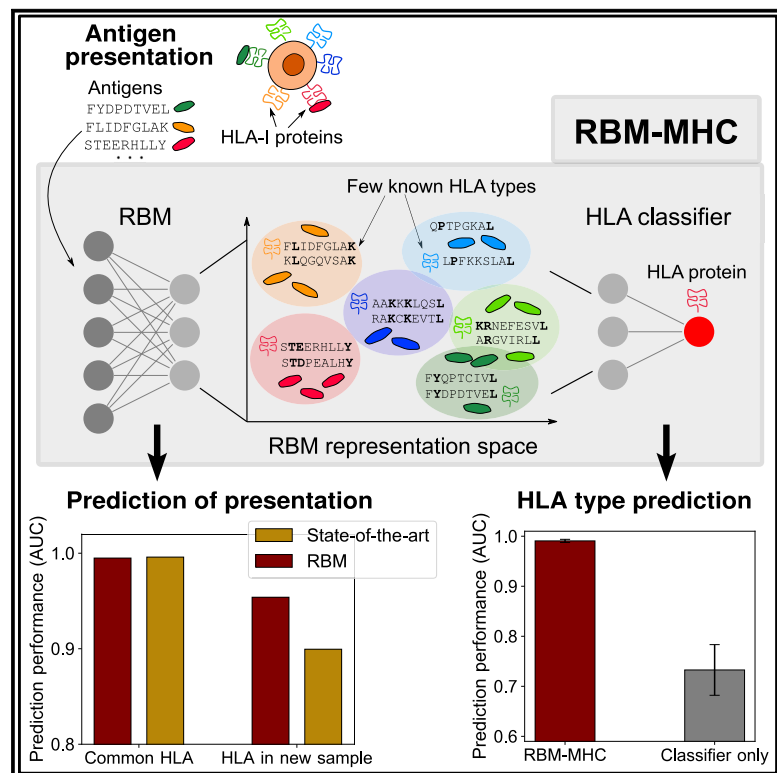 Antigen
presentation
Antigens
FYDPDTVEL
FLIDFGLAK
STEERHLLY
...
HLA-I proteins
RBM-MHC
RBM
Few known HLA types
HLA classifier
HLA protein
FLIDFGLAK
KLQGQVSAK
QPTPGKAL
LPFKKSLAL
AAKKKLQSL
RAKCKEVTL
KRNEFESVL
ARGVIRLL
STEERHLLY
STDPEALHY
FYQPTCIVL
FYDPDTVEL
RBM representation space
Prediction of presentation
State-of-the-art
RBM
Prediction performance (AUC)
1.0
0.9
0.8
Common HLA
HLA in new sample
HLA type prediction
Prediction performance (AUC)
1.0
0.9
0.8
0.7
0.6
RBM-MHC
Classifier only